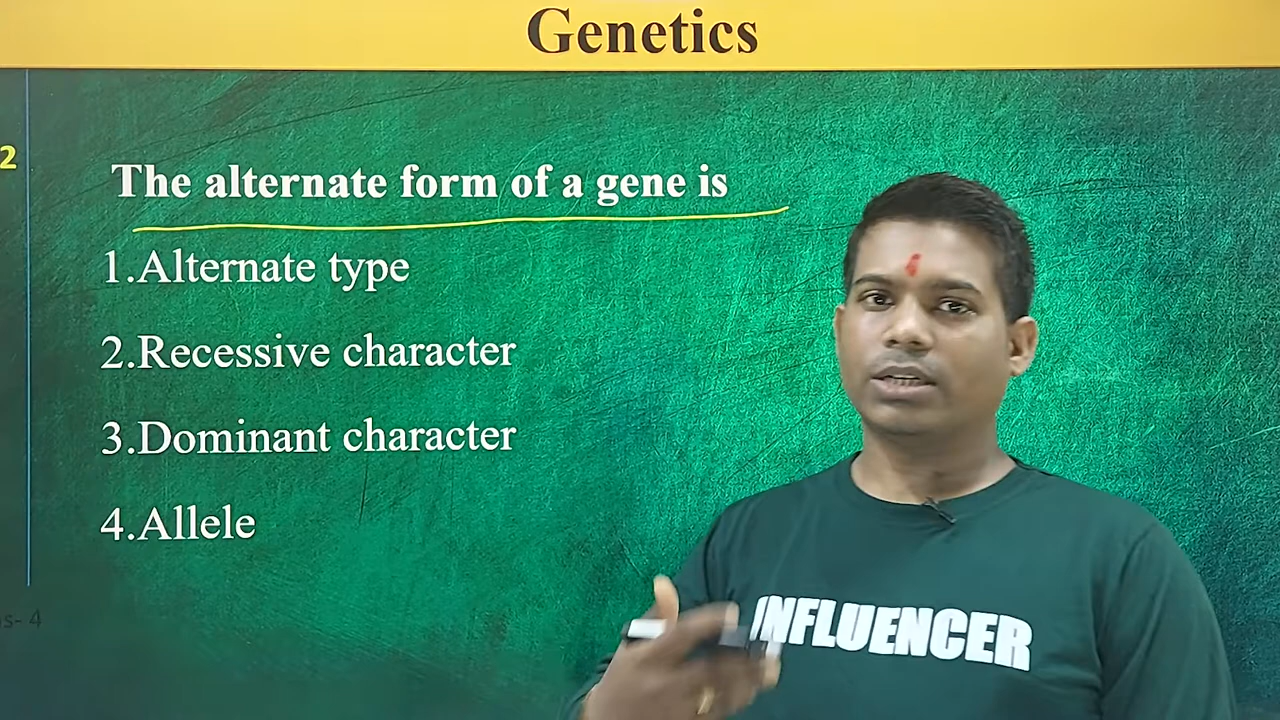 Genetics
2
The alternate form of a gene is
1.Alternate type
2.Recessive character
3.Dominant character
4.Allele
s- 4
INFLUENCER